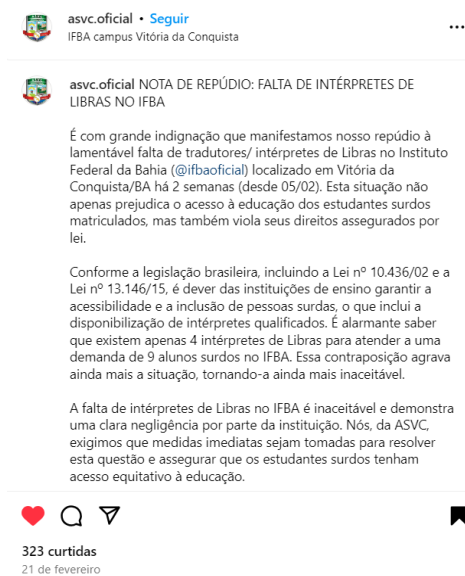 asvc.oficial • Seguir
IFBA campus Vitória da Conquista
asvc.oficial NOTA DE REPÚDIO: FALTA DE INTÉRPRETES DE
LIBRAS NO IFBA
É com grande indignação que manifestamos nosso repúdio à
lamentável falta de tradutores/ intérpretes de Libras no Instituto
Federal da Bahia (@ifbaoficial) localizado em Vitória da
Conquista/BA há 2 semanas (desde 05/02). Esta situação não
apenas prejudica o acesso à educação dos estudantes surdos
matriculados, mas também viola seus direitos assegurados por
lei.
Conforme a legislação brasileira, incluindo a Lei nº 10.436/02 e a
Lei nº 13.146/15, é dever das instituições de ensino garantir a
acessibilidade e a inclusão de pessoas surdas, o que inclui a
disponibilização de intérpretes qualificados. É alarmante saber
que existem apenas 4 intérpretes de Libras para atender a uma
demanda de 9 alunos surdos no IFBA. Essa contraposição agrava
ainda mais a situação, tornando-a ainda mais inaceitável.
A falta de intérpretes de Libras no IFBA é inaceitável e demonstra
uma clara negligência por parte da instituição. Nós, da ASVC,
exigimos que medidas imediatas sejam tomadas para resolver
esta questão e assegurar que os estudantes surdos tenham
acesso equitativo à educação.
323 curtidas
21 de fevereiro